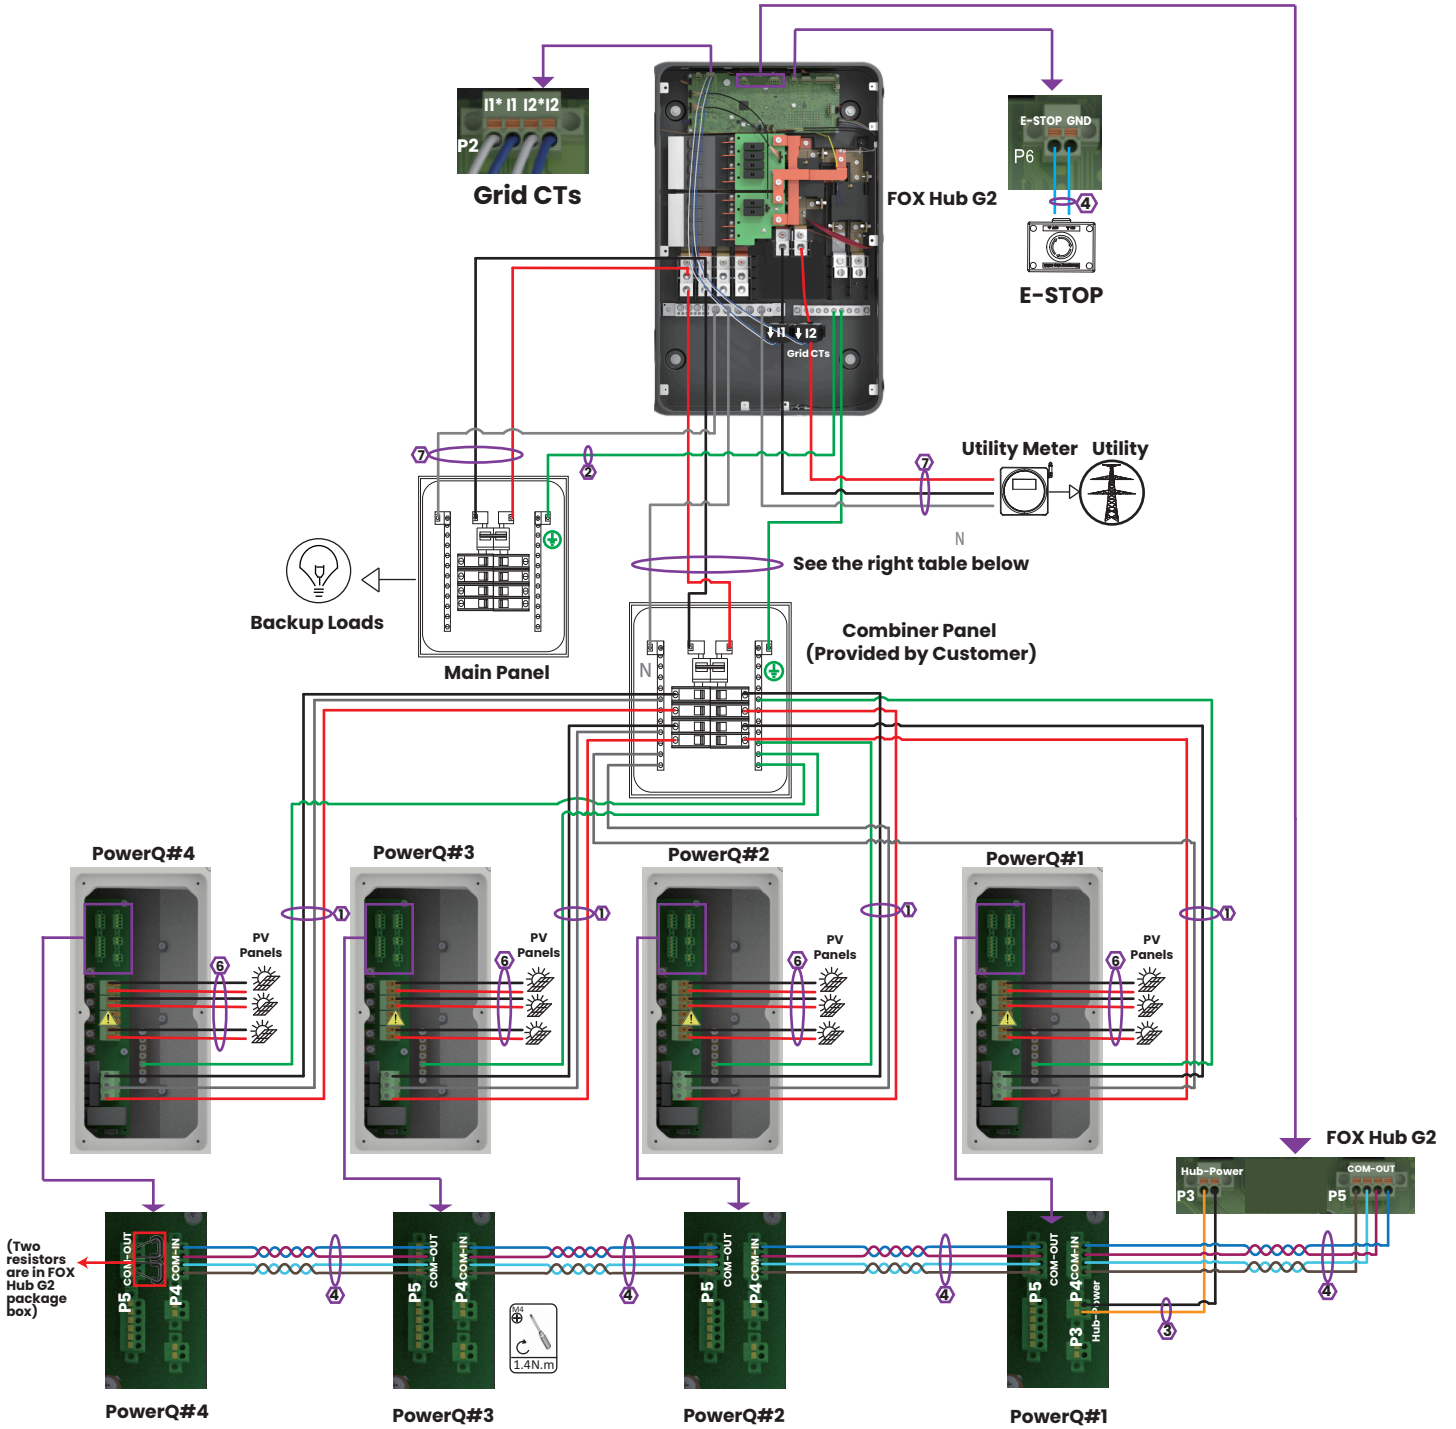 I1* I1 I2* I2
P2
Grid CTs
E-STOP GND
P6
4
E-STOP
FOX Hub G2
I1 I2
Grid CTs
7
2
Utility Meter Utility
7
N
Backup Loads
Main Panel
See the right table below
Combiner Panel
(Provided by Customer)
N
PowerQ#4
PowerQ#3
PowerQ#2
PowerQ#1
1
1
1
1
PV
Panels
6
PV
Panels
6
PV
Panels
6
PV
Panels
6
FOX Hub G2
Hub-Power
P3
COM-OUT
P5
(Two
resistors
are in FOX
Hub G2
package
box)
COM-OUT
P5
COM-IN
P4
4
COM-OUT
P5
COM-IN
P4
4
COM-OUT
P5
COM-IN
P4
4
COM-OUT
P5
COM-IN
P4
Hub-Power
P3
3
4
M4
1.4N.m
PowerQ#4
PowerQ#3
PowerQ#2
PowerQ#1